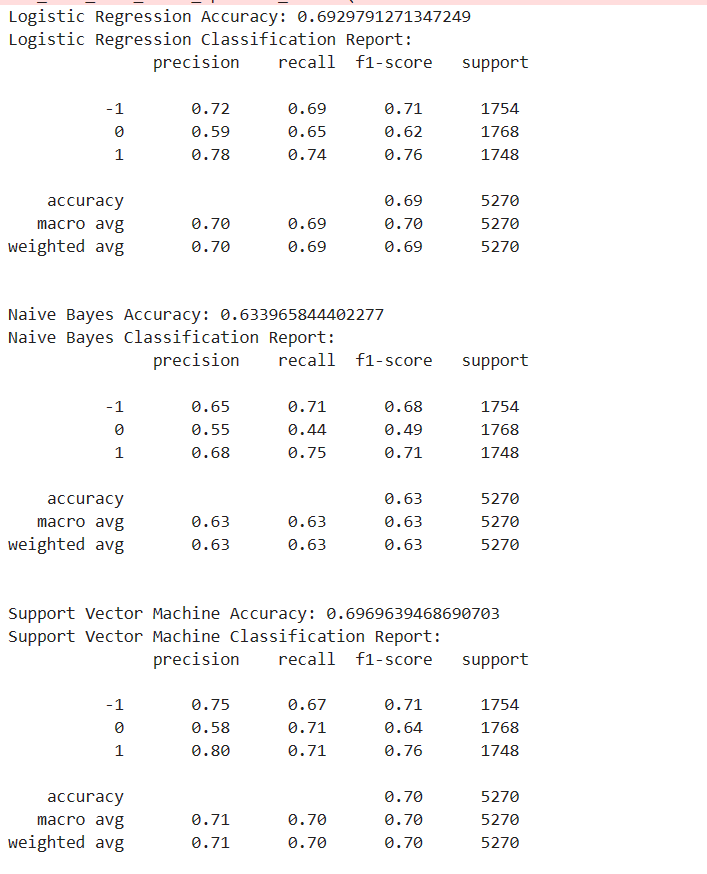 Logistic Regression Accuracy: 0.6929791271347249
Logistic Regression Classification Report:
precision recall f1-score support
-1 0.72 0.69 0.71 1754
0 0.59 0.65 0.62 1768
1 0.78 0.74 0.76 1748
accuracy 0.69 5270
macro avg 0.70 0.69 0.70 5270
weighted avg 0.70 0.69 0.69 5270
Naive Bayes Accuracy: 0.633965844402277
Naive Bayes Classification Report:
precision recall f1-score support
-1 0.65 0.71 0.68 1754
0 0.55 0.44 0.49 1768
1 0.68 0.75 0.71 1748
accuracy 0.63 5270
macro avg 0.63 0.63 0.63 5270
weighted avg 0.63 0.63 0.63 5270
Support Vector Machine Accuracy: 0.6969639468690703
Support Vector Machine Classification Report:
precision recall f1-score support
-1 0.75 0.67 0.71 1754
0 0.58 0.71 0.64 1768
1 0.80 0.71 0.76 1748
accuracy 0.70 5270
macro avg 0.71 0.70 0.70 5270
weighted avg 0.71 0.70 0.70 5270